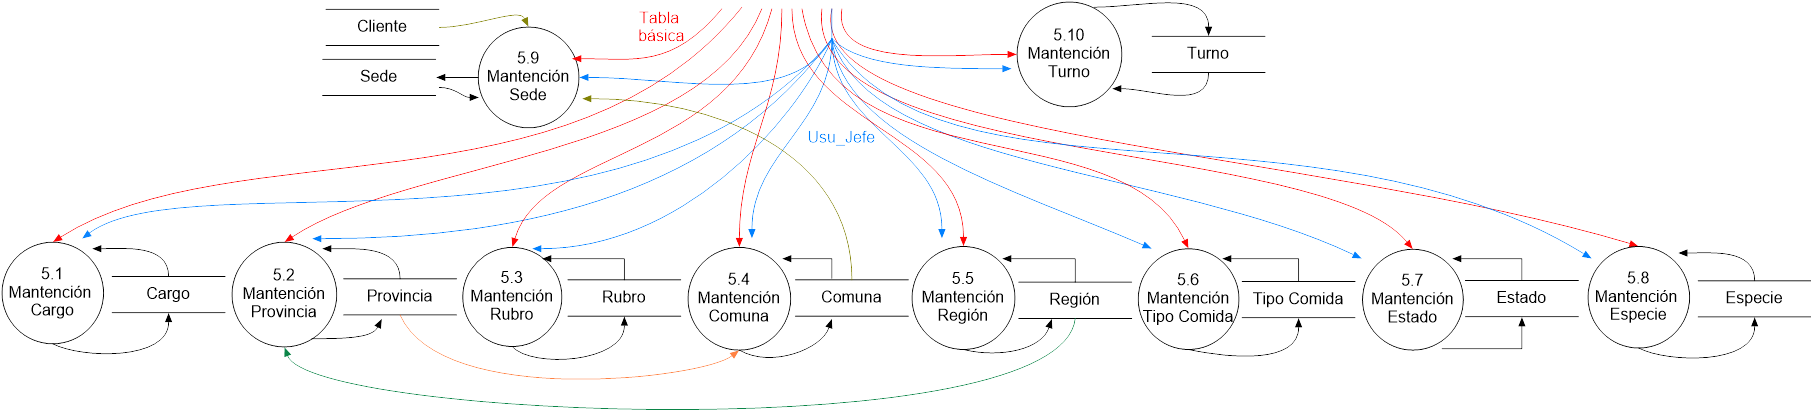 Cliente
Sede
5.9
Mantención
Sede
Tabla
básica
5.10
Mantención
Turno
Turno
Usu_Jefe
5.1
Mantención
Cargo
Cargo
5.2
Mantención
Provincia
Provincia
5.3
Mantención
Rubro
Rubro
5.4
Mantención
Comuna
Comuna
5.5
Mantención
Región
Región
5.6
Mantención
Tipo Comida
Tipo Comida
5.7
Mantención
Estado
Estado
5.8
Mantención
Especie
Especie